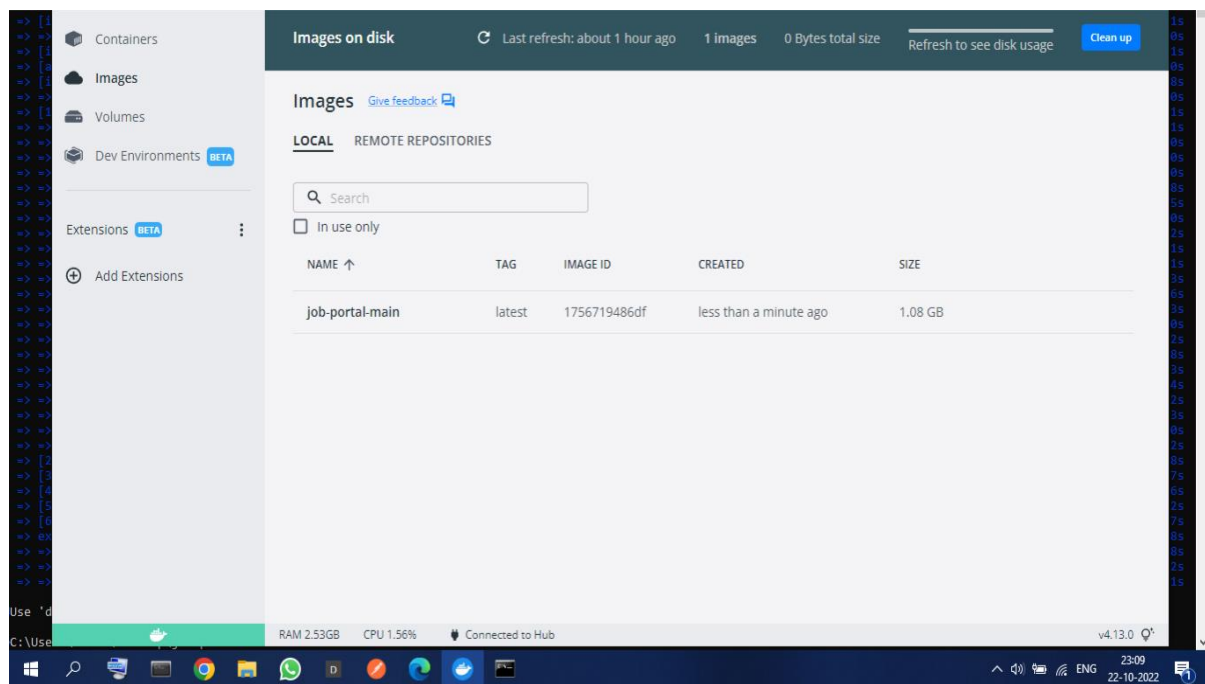 Containers
Images
Volumes
Dev Environments BETA
Extensions BETA
Add Extensions
Images on disk Last refresh: about 1 hour ago 1 images 0 Bytes total size Refresh to see disk usage Clean up
Images Give feedback
LOCAL REMOTE REPOSITORIES
Search
In use only
NAME TAG IMAGE ID CREATED SIZE
job-portal-main latest 1756719486df less than a minute ago 1.08 GB
Use 'd
C:\Use
RAM 2.53GB CPU 1.56% Connected to Hub v4.13.0
ENG 23:09
22-10-2022